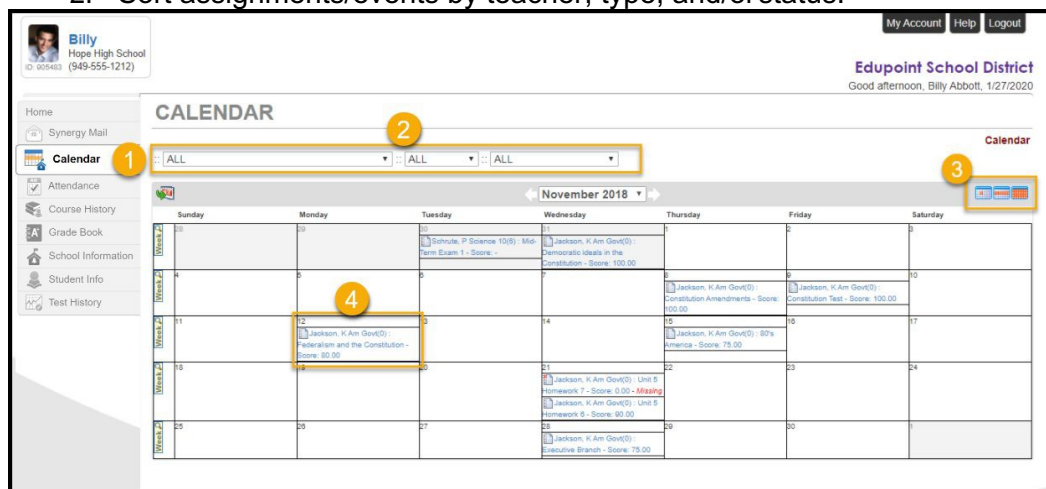 2. Sort assignments/events by teacher, type, and/or status.
My Account Help Logout
Billy
Hope High School
ID: 905483 (949-555-1212)
Edupoint School District
Good afternoon, Billy Abbott, 1/27/2020
Home
Synergy Mail
Calendar
Attendance
Course History
Grade Book
School Information
Student Info
Test History
CALENDAR
Calendar
1
2
3
4
:: ALL :: ALL :: ALL
November 2018
Sunday Monday Tuesday Wednesday Thursday Friday Saturday
Week
28 29 30 31 1 2 3
Schrute, P Science 10(6) : Mid-
Term Exam 1 - Score: -
Jackson, K Am Govt(0) :
Democratic ideals in the
Constitution - Score: 100.00
Week
4 5 6 7 8 9 10
Jackson, K Am Govt(0) :
Constitution Amendments - Score:
100.00
Jackson, K Am Govt(0) :
Constitution Test - Score: 100.00
Week
11 12 13 14 15 16 17
Jackson, K Am Govt(0) :
Federalism and the Constitution -
Score: 80.00
Jackson, K Am Govt(0) : 80's
America - Score: 75.00
Week
18 19 20 21 22 23 24
Jackson, K Am Govt(0) : Unit 5
Homework 7 - Score: 0.00 - Missing
Jackson, K Am Govt(0) : Unit 5
Homework 6 - Score: 90.00
Week
25 26 27 28 29 30 1
Jackson, K Am Govt(0) :
Executive Branch - Score: 75.00